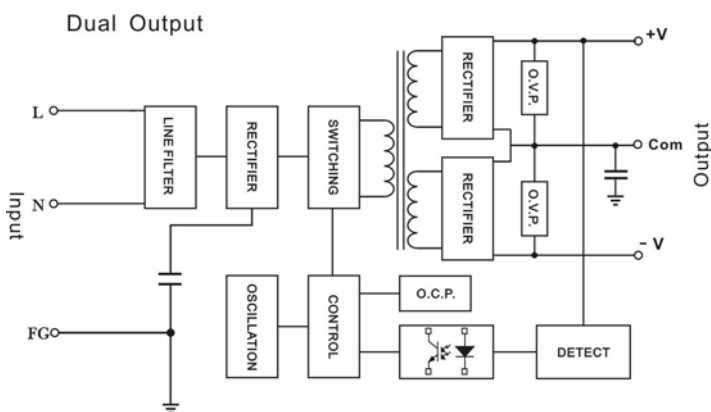 Dual Output
L
N
FG
Input
LINE FILTER
RECTIFIER
SWITCHING
RECTIFIER
RECTIFIER
O.V.P.
O.V.P.
+V
Com
– V
Output
OSCILLATION
CONTROL
O.C.P.
DETECT